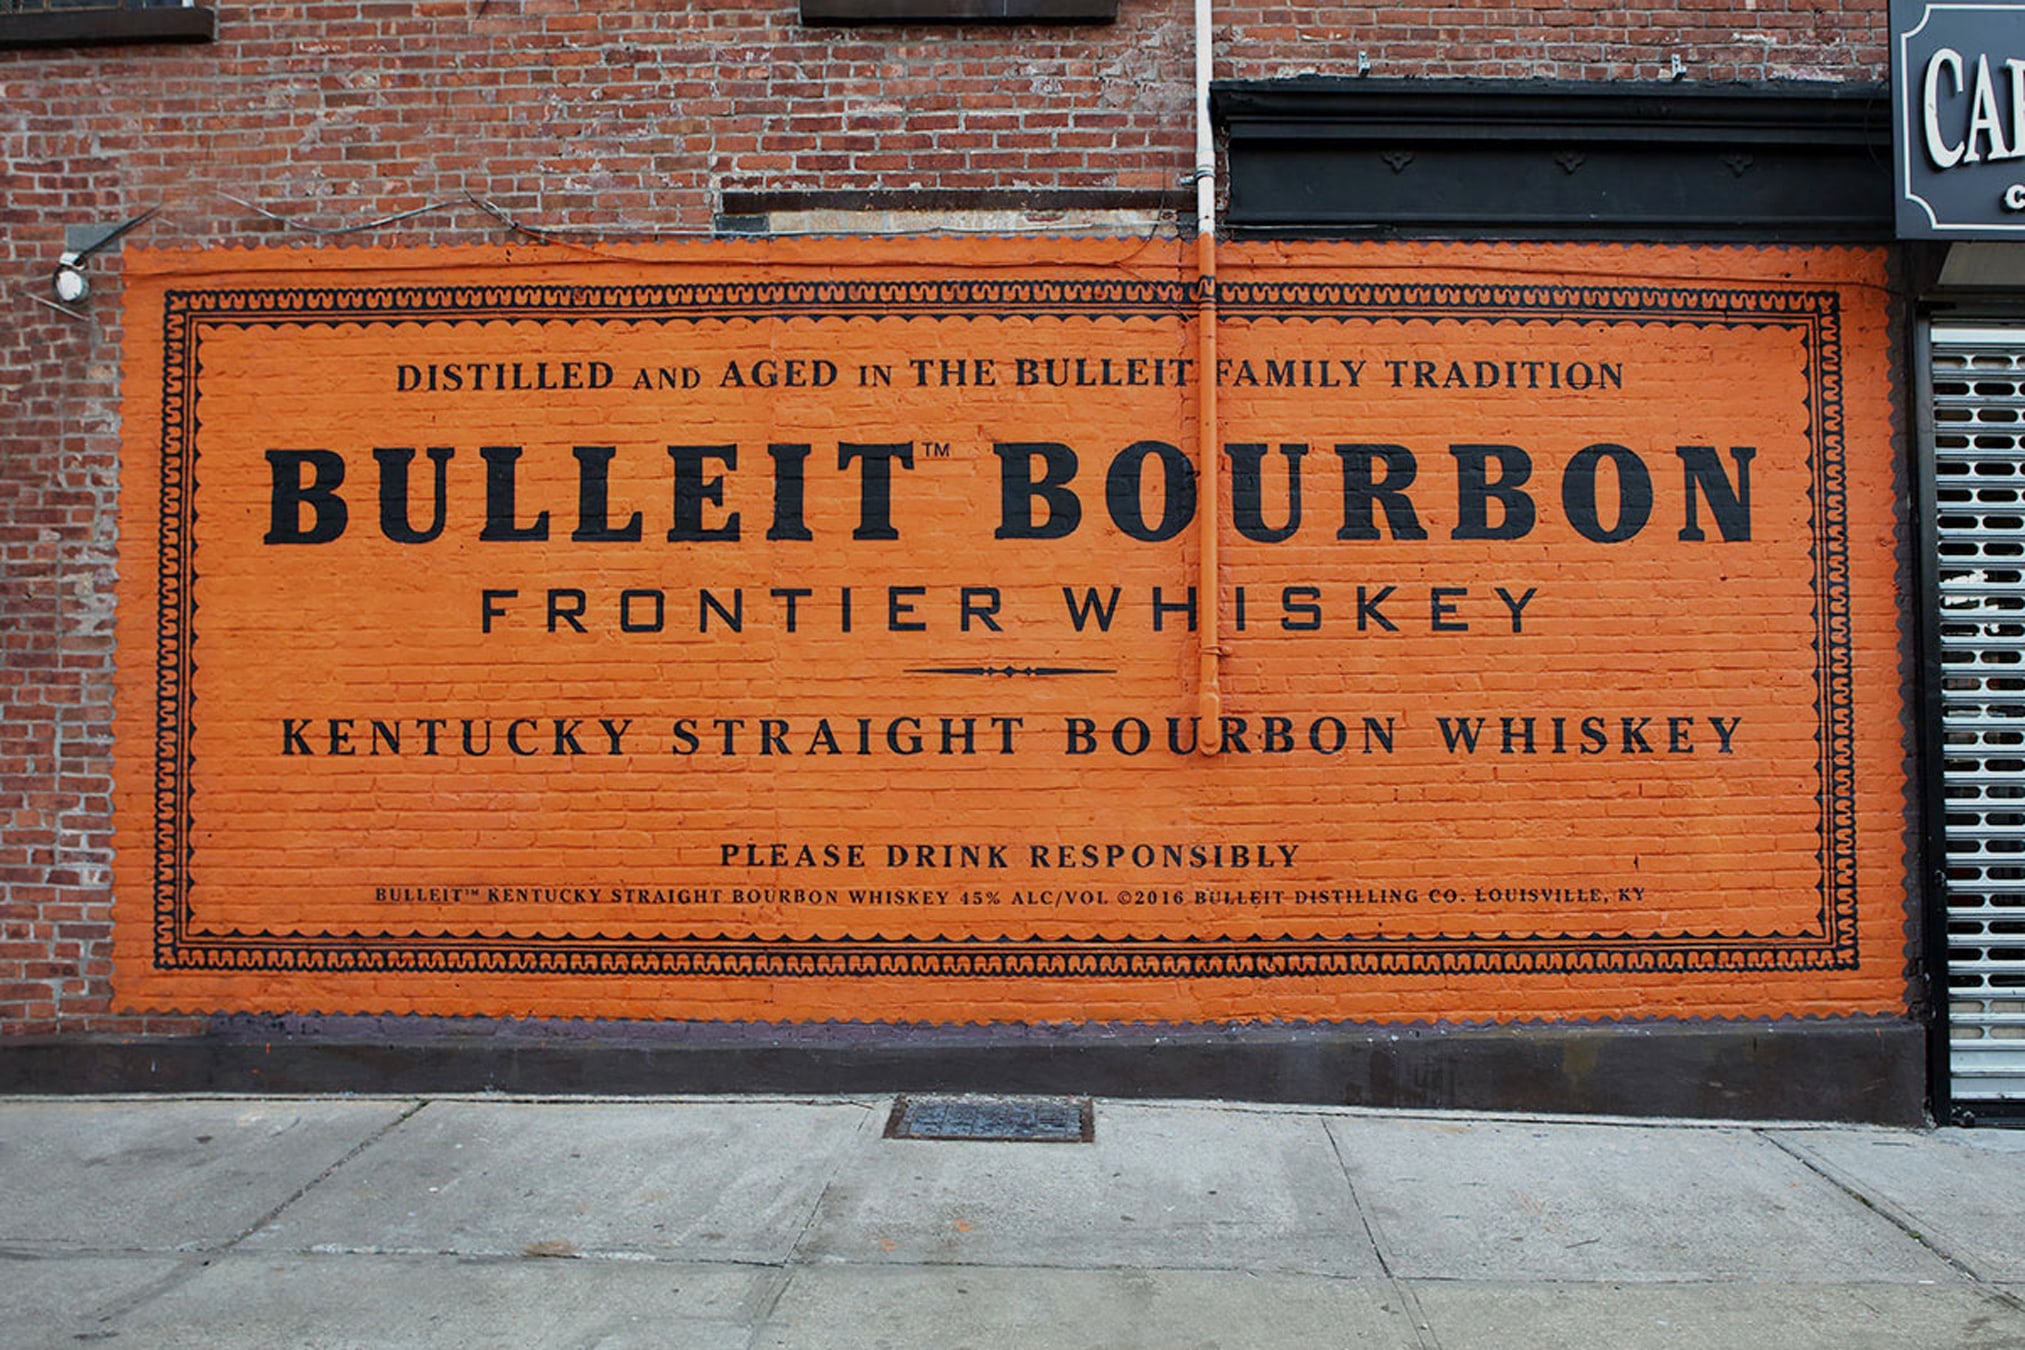 DISTILLED AND AGED IN THE BULLEIT FAMILY TRADITION
BULLEIT™ BOURBON
FRONTIER WHISKEY
KENTUCKY STRAIGHT BOURBON WHISKEY
PLEASE DRINK RESPONSIBLY
BULLEIT™ KENTUCKY STRAIGHT BOURBON WHISKEY 45% ALC/VOL ©2016 BULLEIT DISTILLING CO. LOUISVILLE, KY